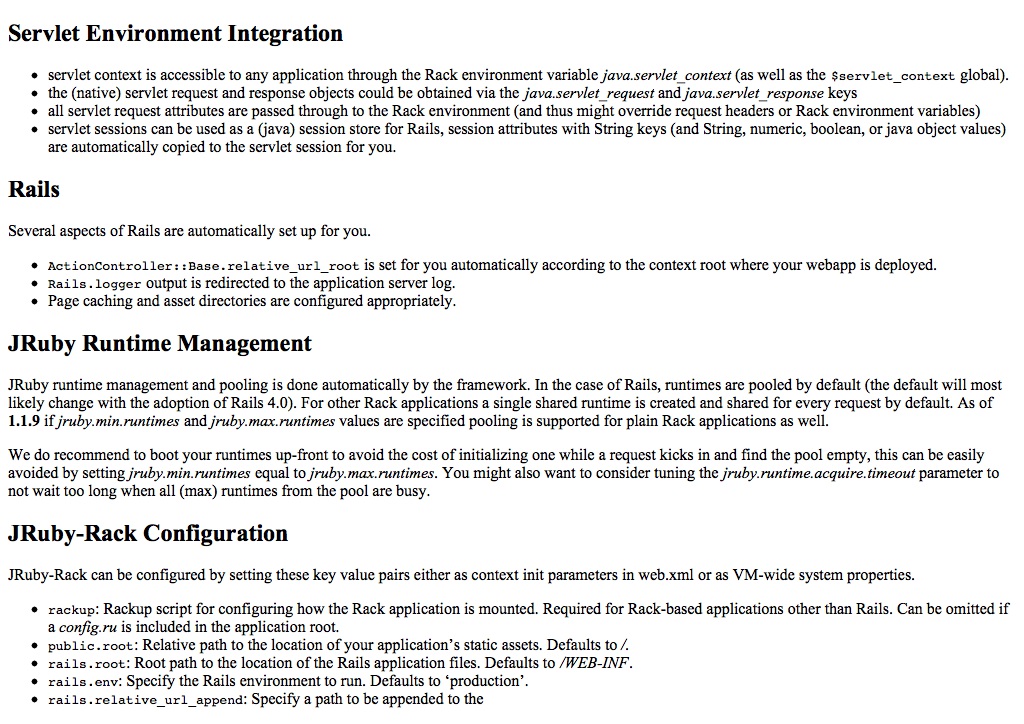 Servlet Environment Integration
• servlet context is accessible to any application through the Rack environment variable java.servlet_context (as well as the $servlet_context global).
• the (native) servlet request and response objects could be obtained via the java.servlet_request and java.servlet_response keys
• all servlet request attributes are passed through to the Rack environment (and thus might override request headers or Rack environment variables)
• servlet sessions can be used as a (java) session store for Rails, session attributes with String keys (and String, numeric, boolean, or java object values)
are automatically copied to the servlet session for you.
Rails
Several aspects of Rails are automatically set up for you.
• ActionController::Base.relative_url_root is set for you automatically according to the context root where your webapp is deployed.
• Rails.logger output is redirected to the application server log.
• Page caching and asset directories are configured appropriately.
JRuby Runtime Management
JRuby runtime management and pooling is done automatically by the framework. In the case of Rails, runtimes are pooled by default (the default will most
likely change with the adoption of Rails 4.0). For other Rack applications a single shared runtime is created and shared for every request by default. As of
1.1.9 if jruby.min.runtimes and jruby.max.runtimes values are specified pooling is supported for plain Rack applications as well.
We do recommend to boot your runtimes up-front to avoid the cost of initializing one while a request kicks in and find the pool empty, this can be easily
avoided by setting jruby.min.runtimes equal to jruby.max.runtimes. You might also want to consider tuning the jruby.runtime.acquire.timeout parameter to
not wait too long when all (max) runtimes from the pool are busy.
JRuby-Rack Configuration
JRuby-Rack can be configured by setting these key value pairs either as context init parameters in web.xml or as VM-wide system properties.
• rackup: Rackup script for configuring how the Rack application is mounted. Required for Rack-based applications other than Rails. Can be omitted if
a config.ru is included in the application root.
• public.root: Relative path to the location of your application’s static assets. Defaults to /.
• rails.root: Root path to the location of the Rails application files. Defaults to /WEB-INF.
• rails.env: Specify the Rails environment to run. Defaults to ‘production’.
• rails.relative_url_append: Specify a path to be appended to the